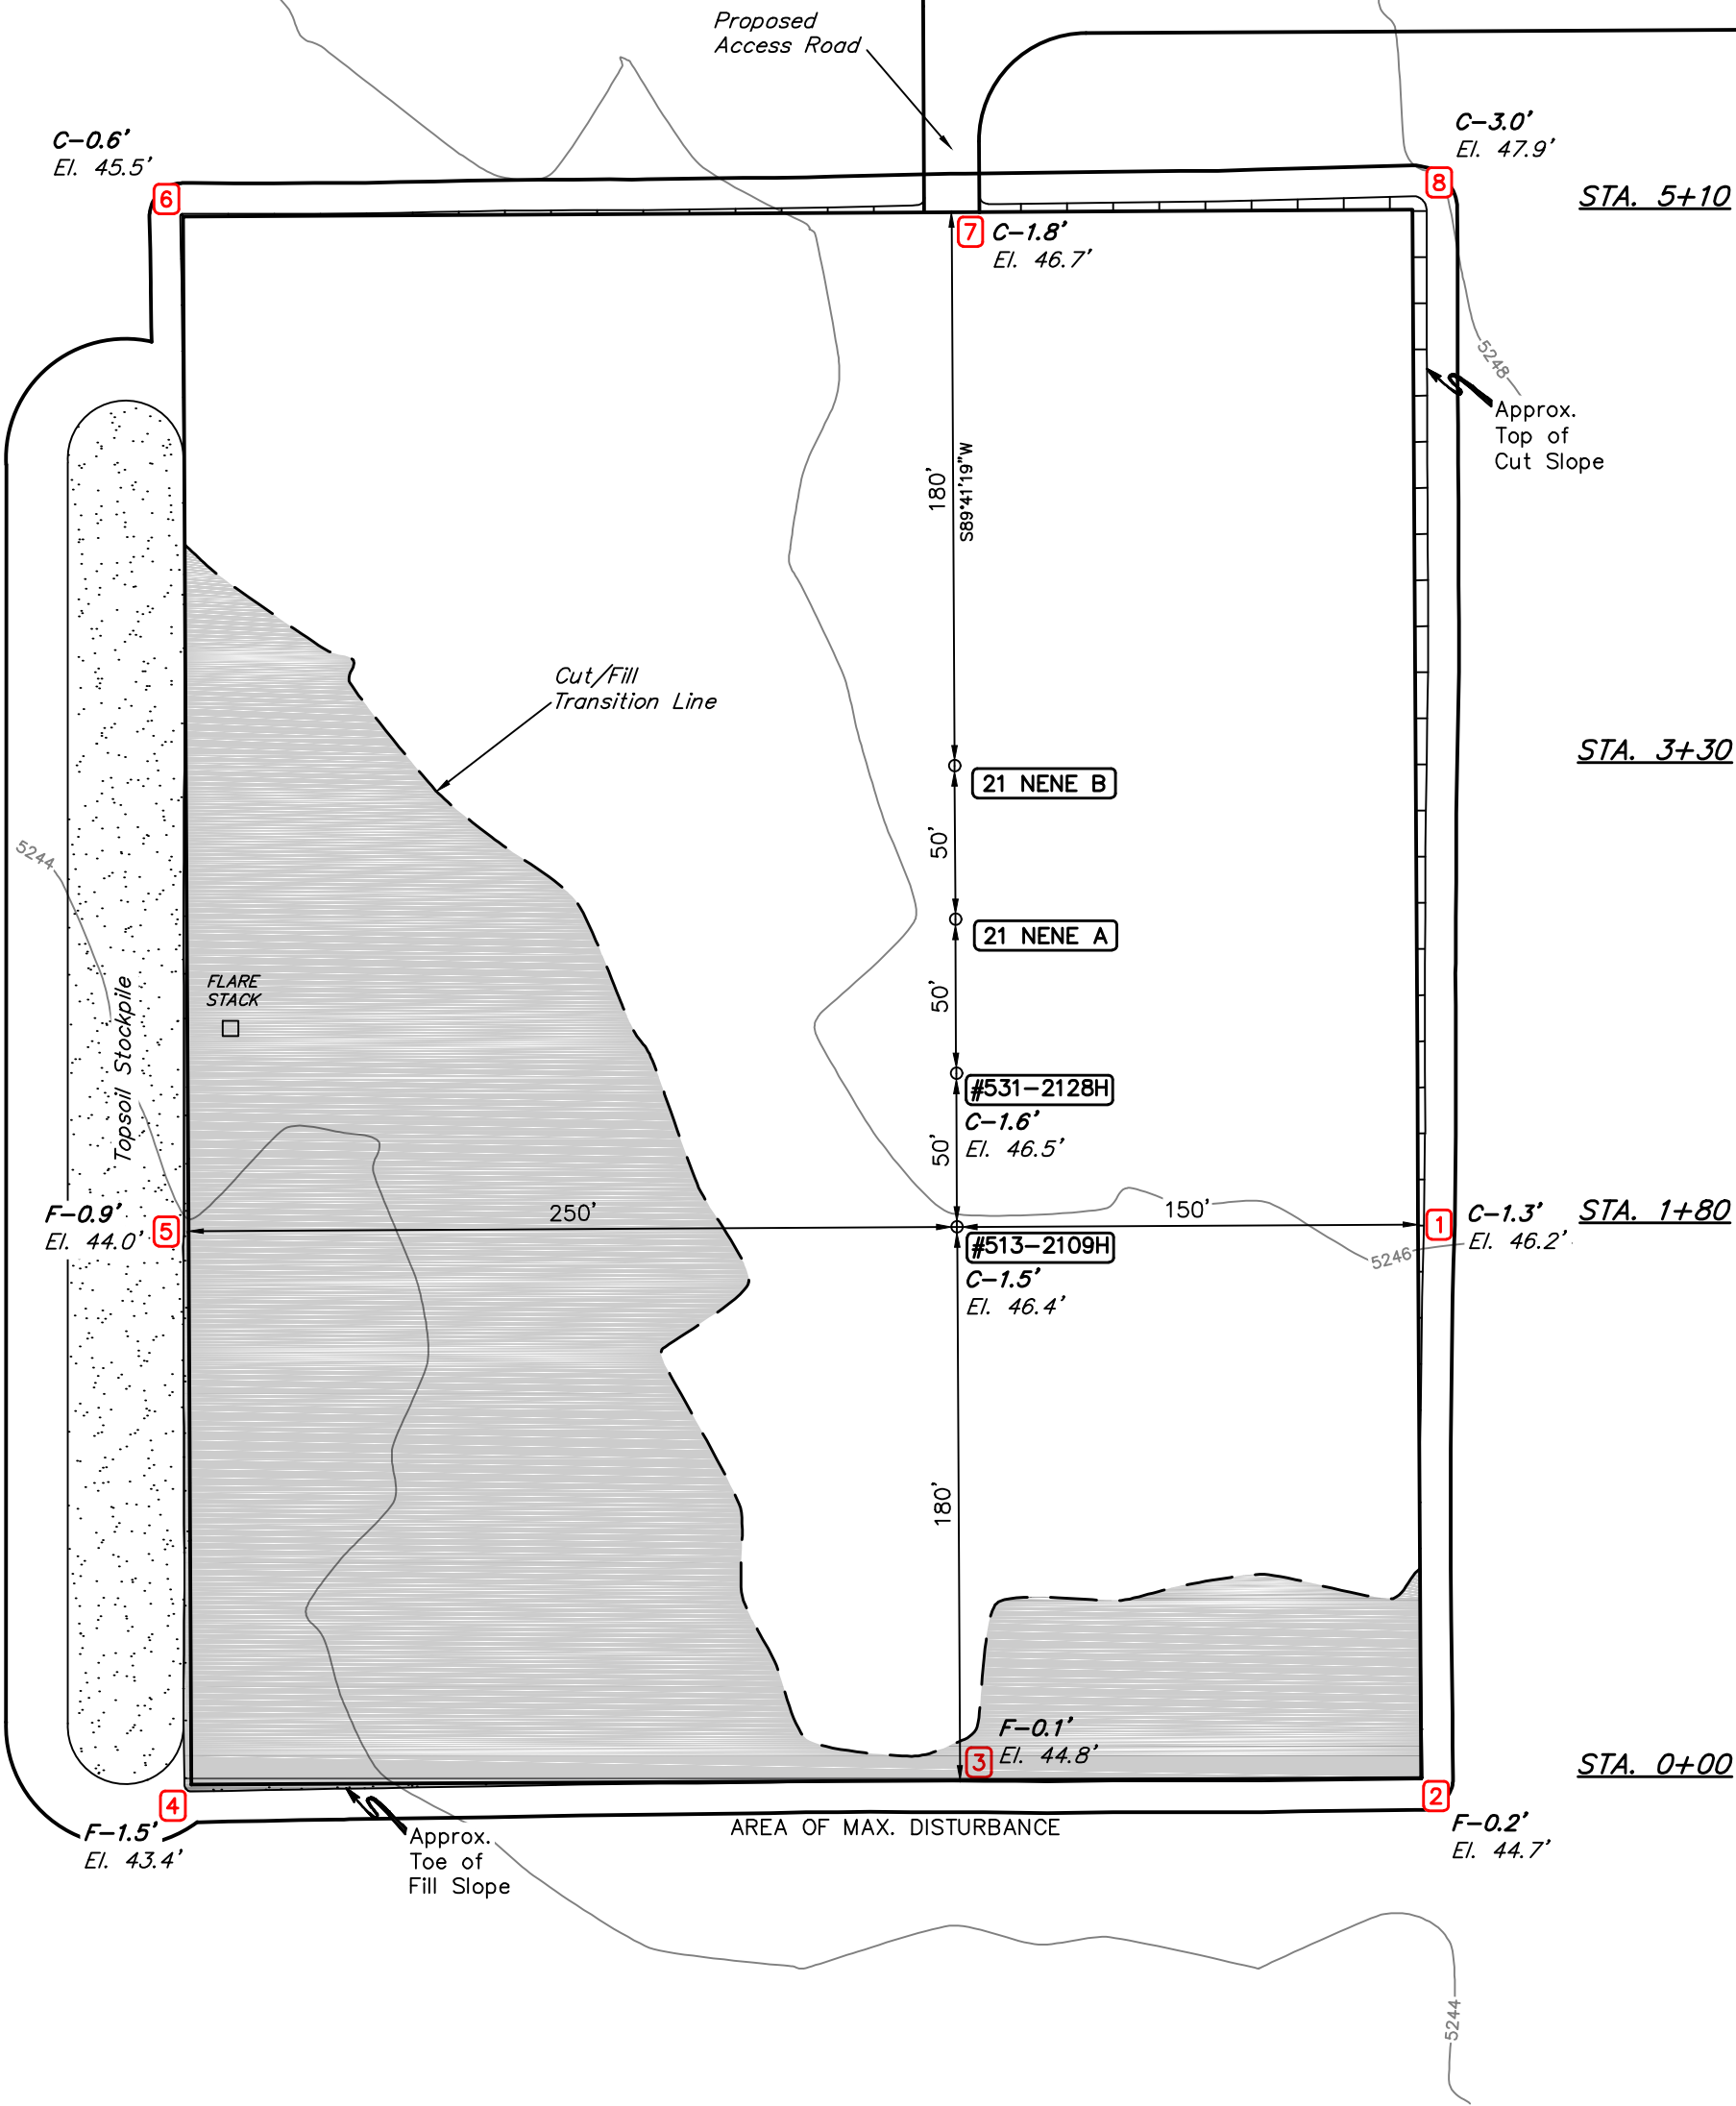 Proposed
Access Road
C-0.6'
El. 45.5'
6
C-3.0'
El. 47.9'
8
STA. 5+10
7
C-1.8'
El. 46.7'
5248
Approx.
Top of
Cut Slope
180'
S89°41'19"W
Cut/Fill
Transition Line
STA. 3+30
21 NENE B
50'
5244
21 NENE A
FLARE
STACK
50'
Topsoil Stockpile
#531-2128H
C-1.6'
El. 46.5'
50'
F-0.9'
El. 44.0'
5
250'
150'
1
C-1.3'
El. 46.2'
STA. 1+80
#513-2109H
5246
C-1.5'
El. 46.4'
180'
F-0.1'
El. 44.8'
3
STA. 0+00
4
2
F-1.5'
El. 43.4'
Approx.
Toe of
Fill Slope
AREA OF MAX. DISTURBANCE
F-0.2'
El. 44.7'
5244